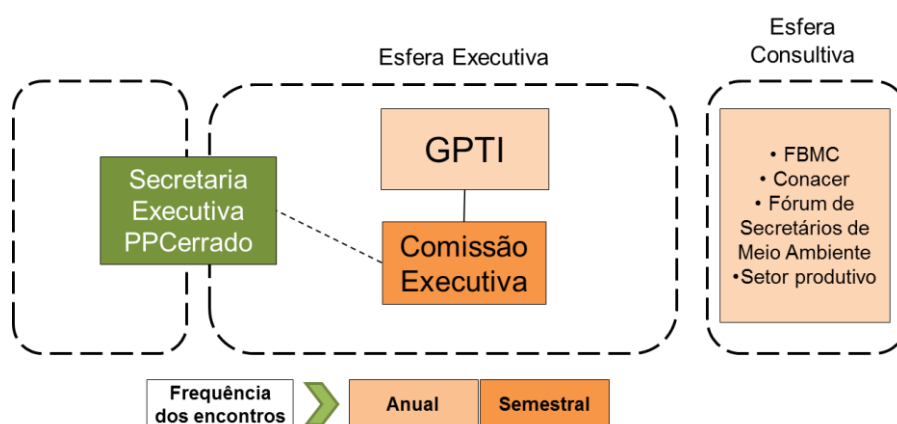 Esfera Executiva
Esfera
Consultiva
Secretaria
Executiva
PPCerrado
GPTI
Comissão
Executiva
• FBMC
• Conacer
• Fórum de
Secretários de
Meio Ambiente
•Setor produtivo
Frequência
dos encontros
Anual
Semestral